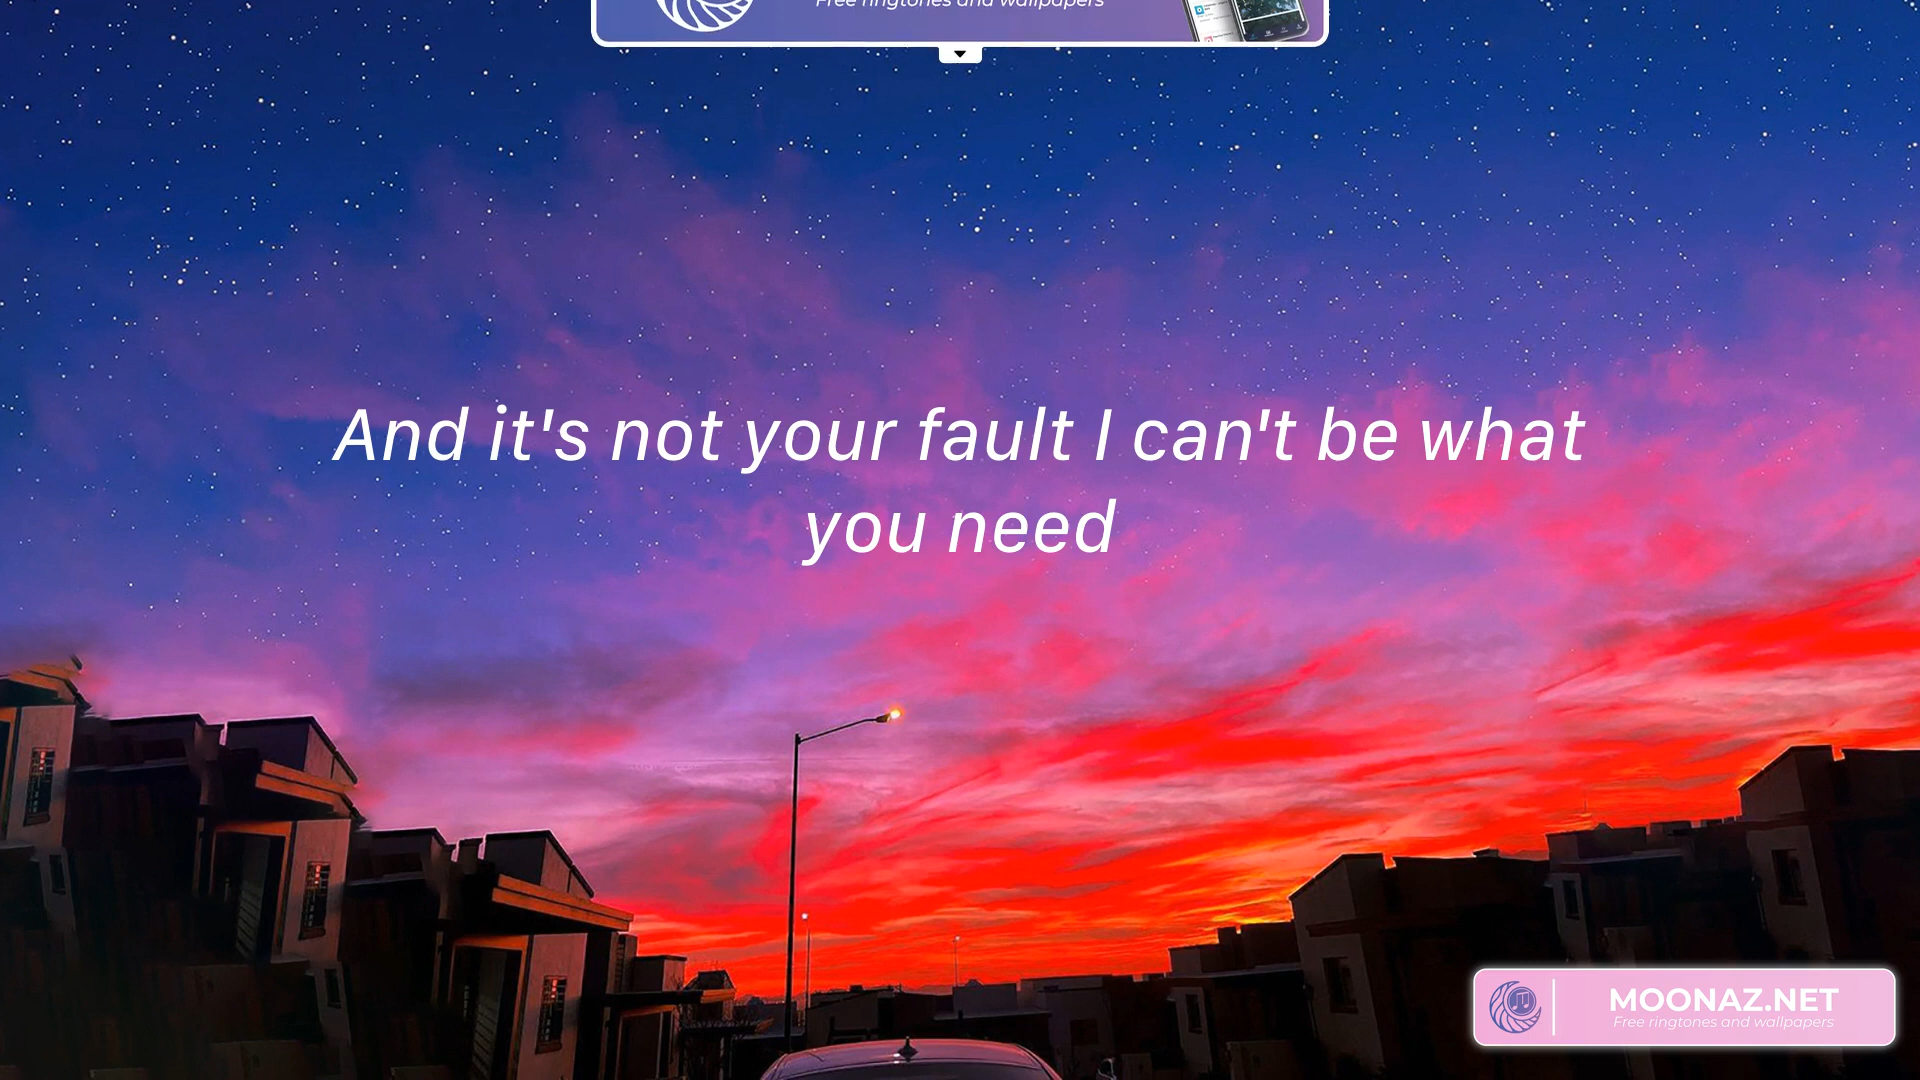 Free ringtones and wallpapers
And it's not your fault I can't be what
you need
MOONAZ.NET
Free ringtones and wallpapers